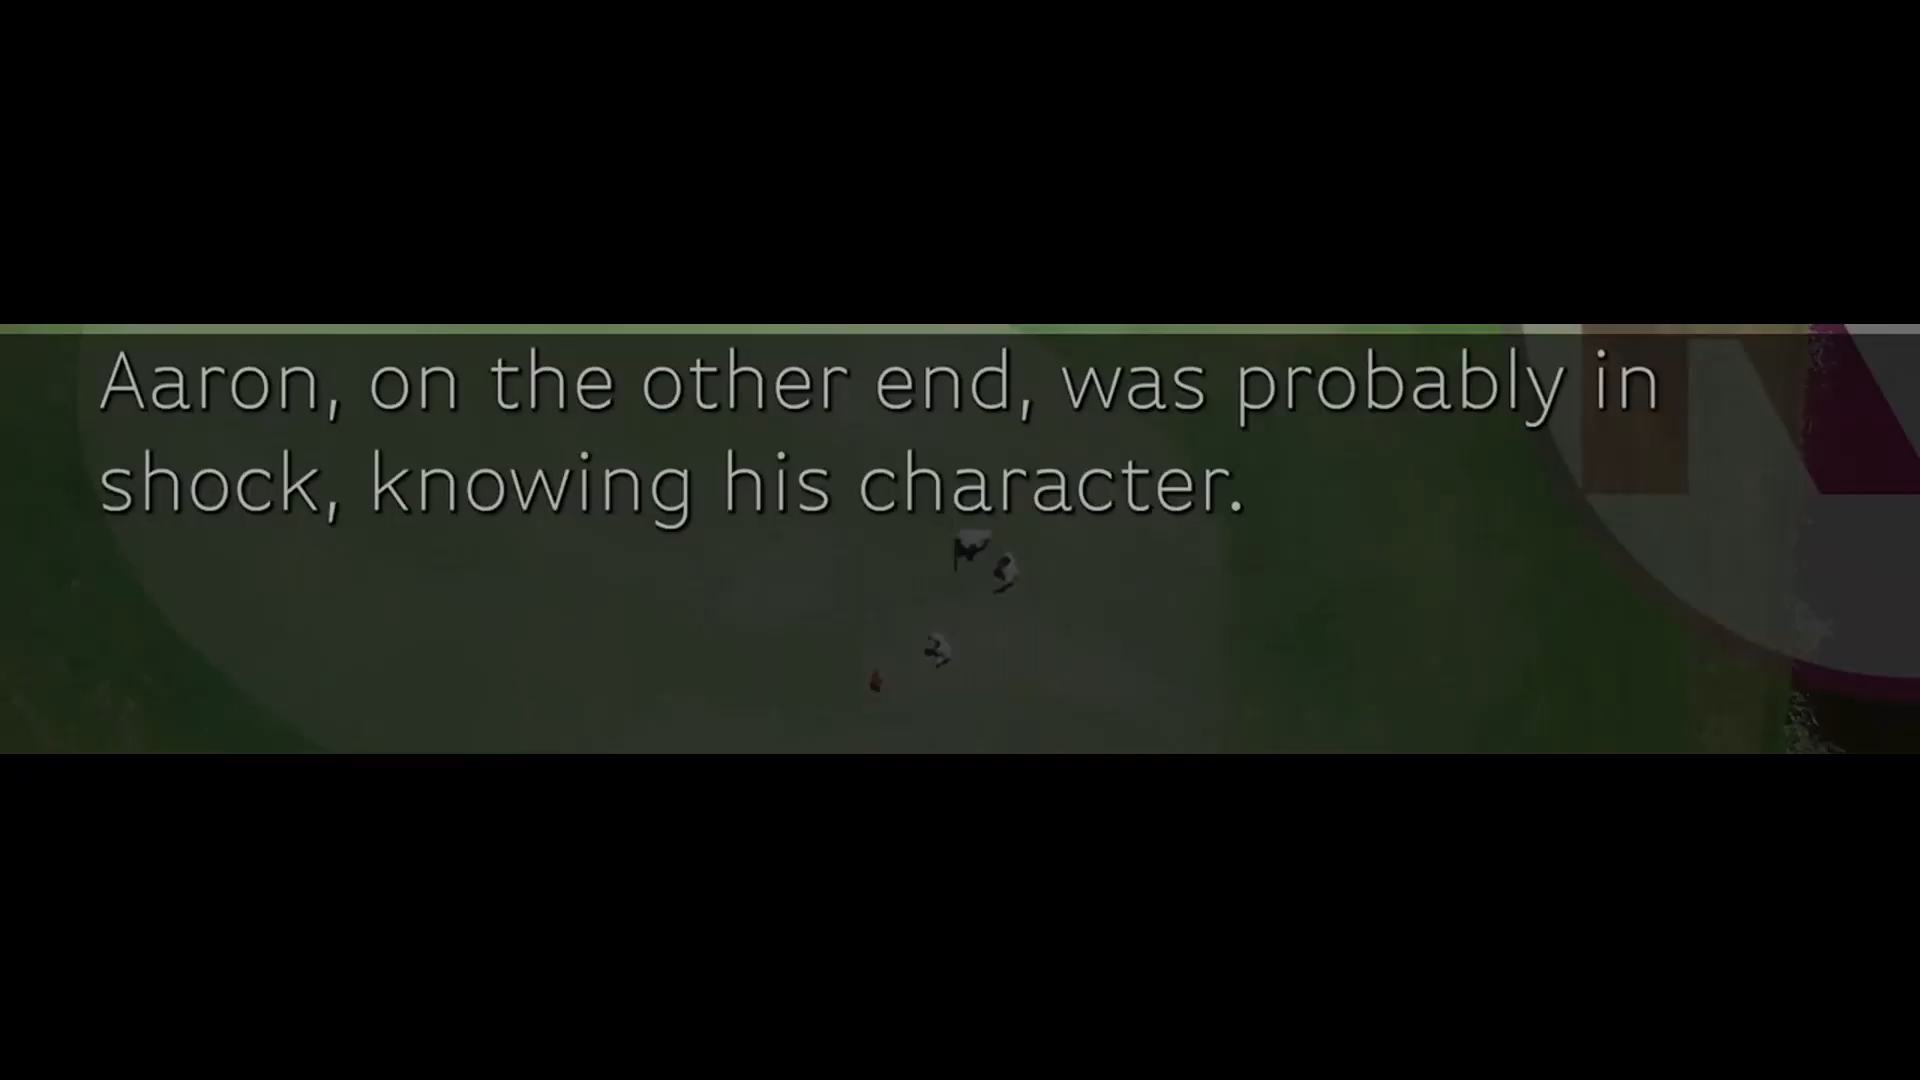 Aaron, on the other end, was probably in
shock, knowing his character.